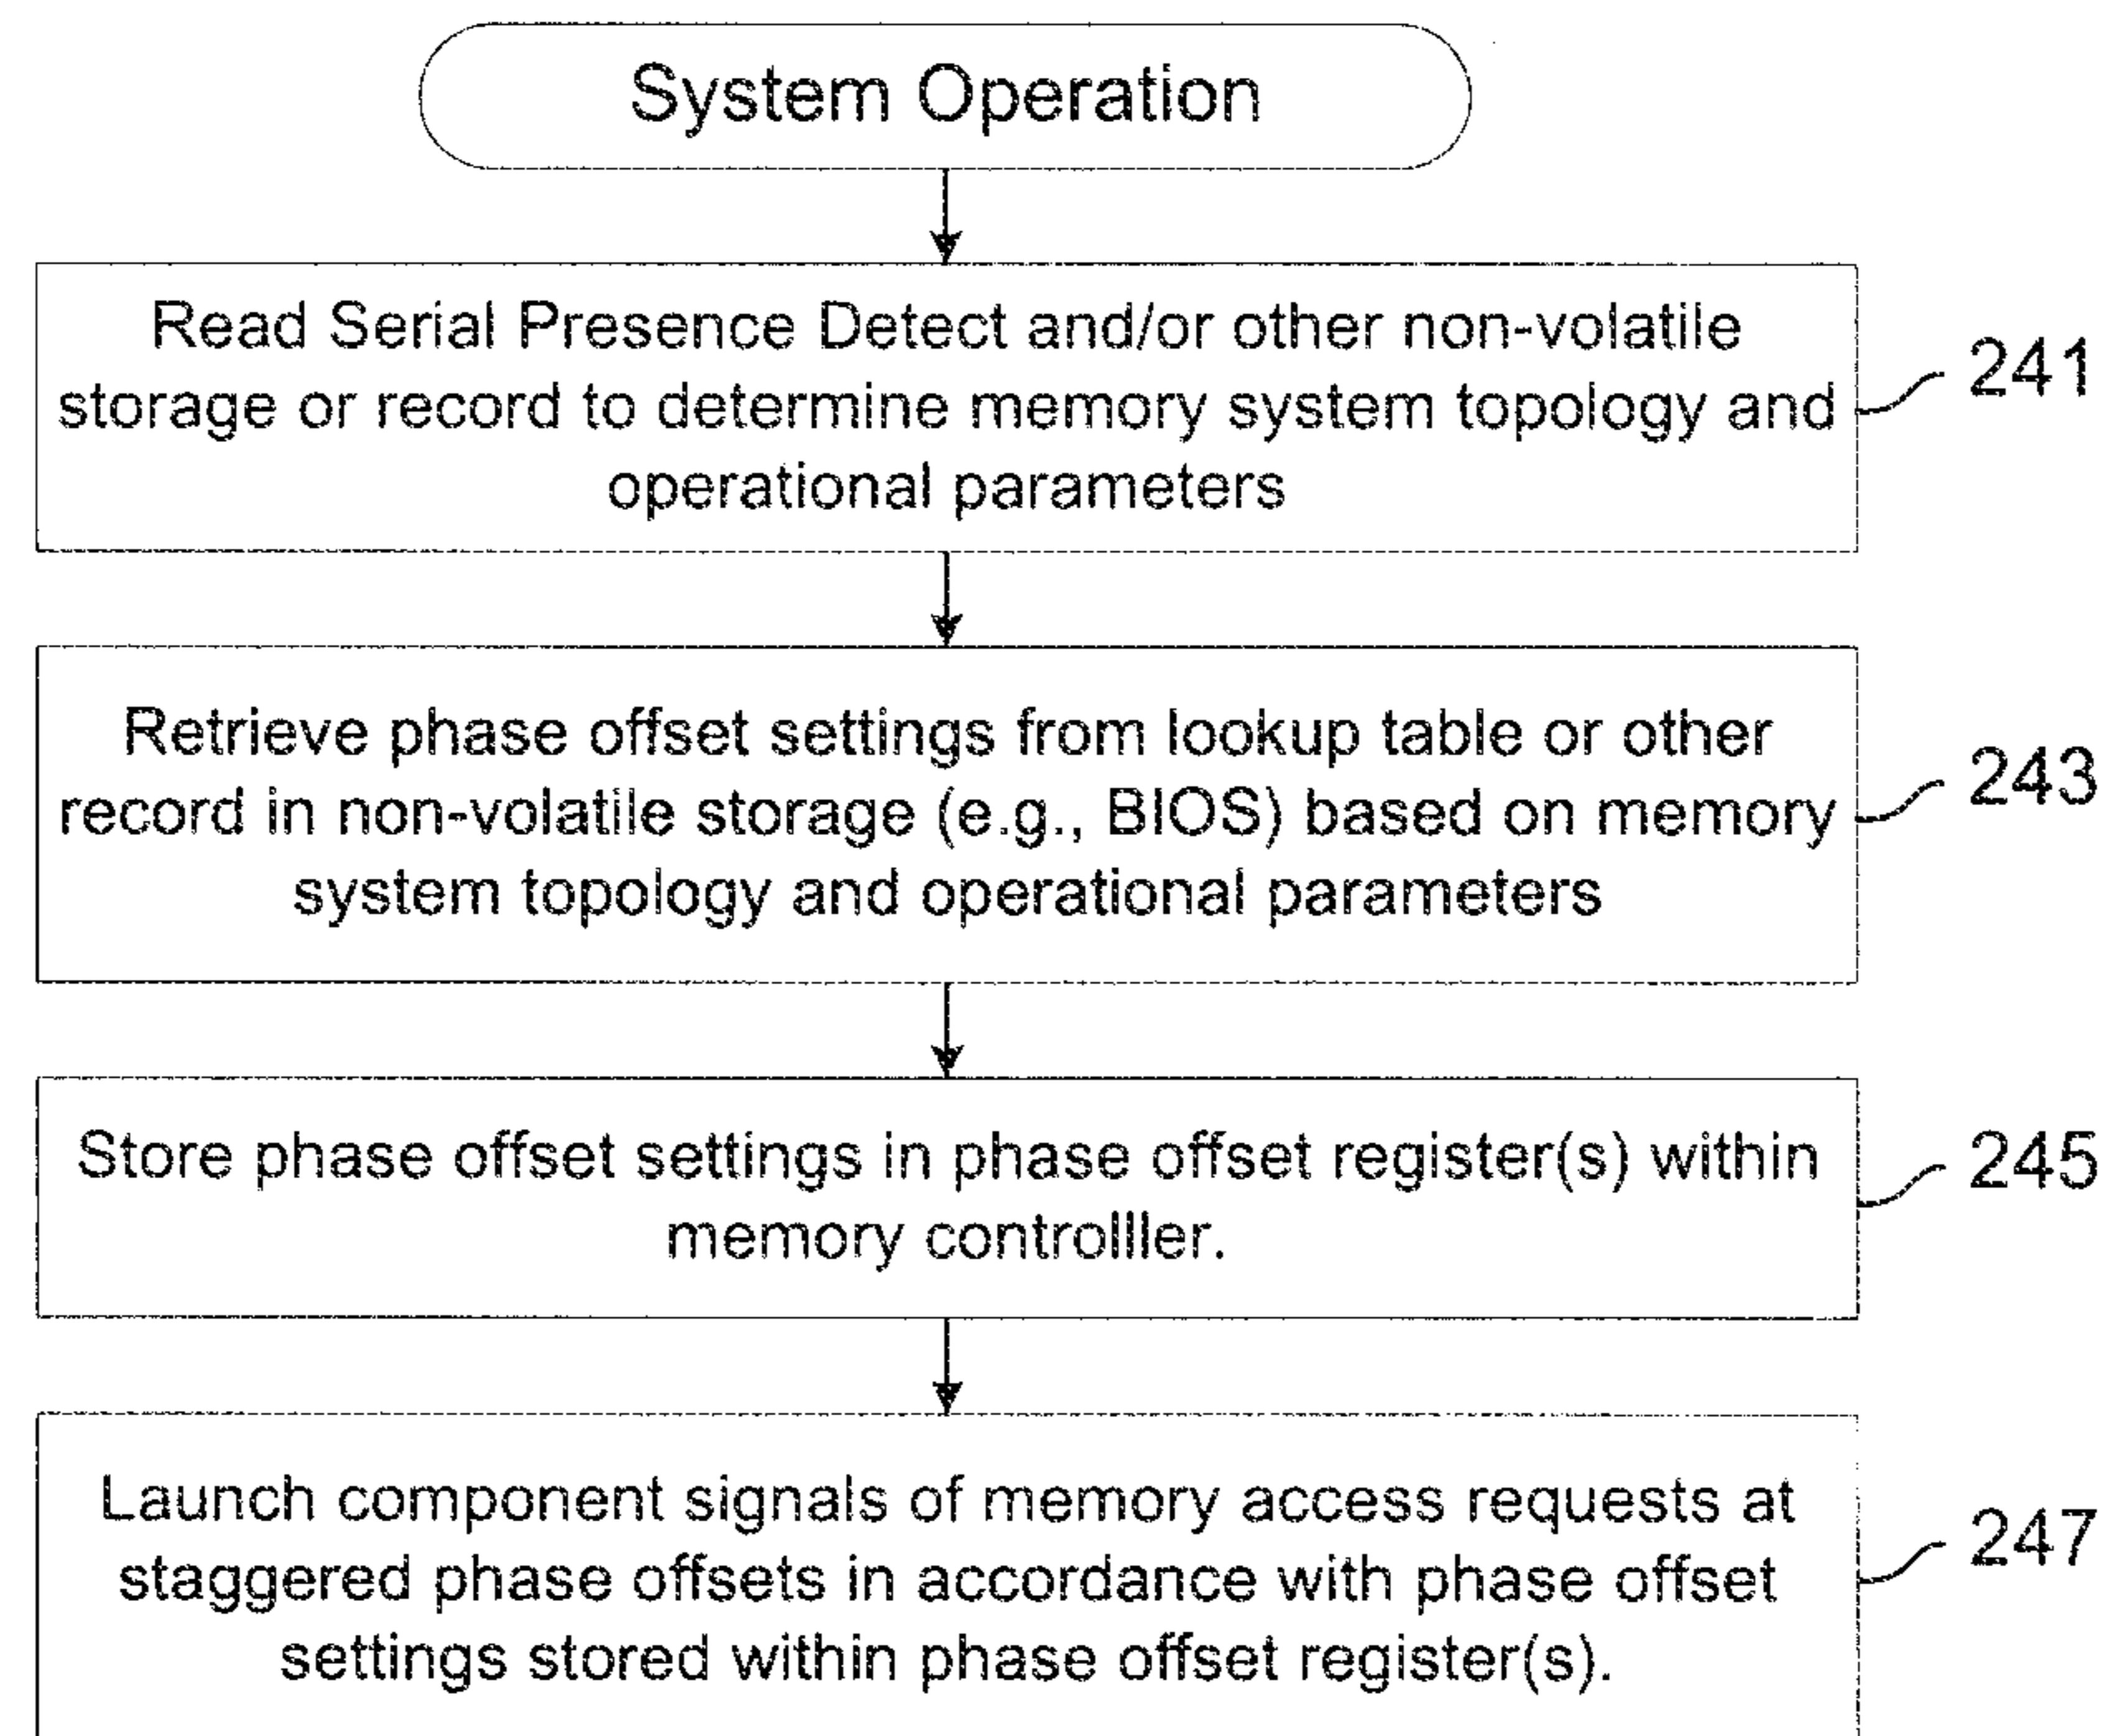 System Operation
Read Serial Presence Detect and/or other non-volatile
storage or record to determine memory system topology and
operational parameters
241
Retrieve phase offset settings from lookup table or other
record in non-volatile storage (e.g., BIOS) based on memory
system topology and operational parameters
243
Store phase offset settings in phase offset register(s) within
memory controlller.
245
Launch component signals of memory access requests at
staggered phase offsets in accordance with phase offset
settings stored within phase offset register(s).
247